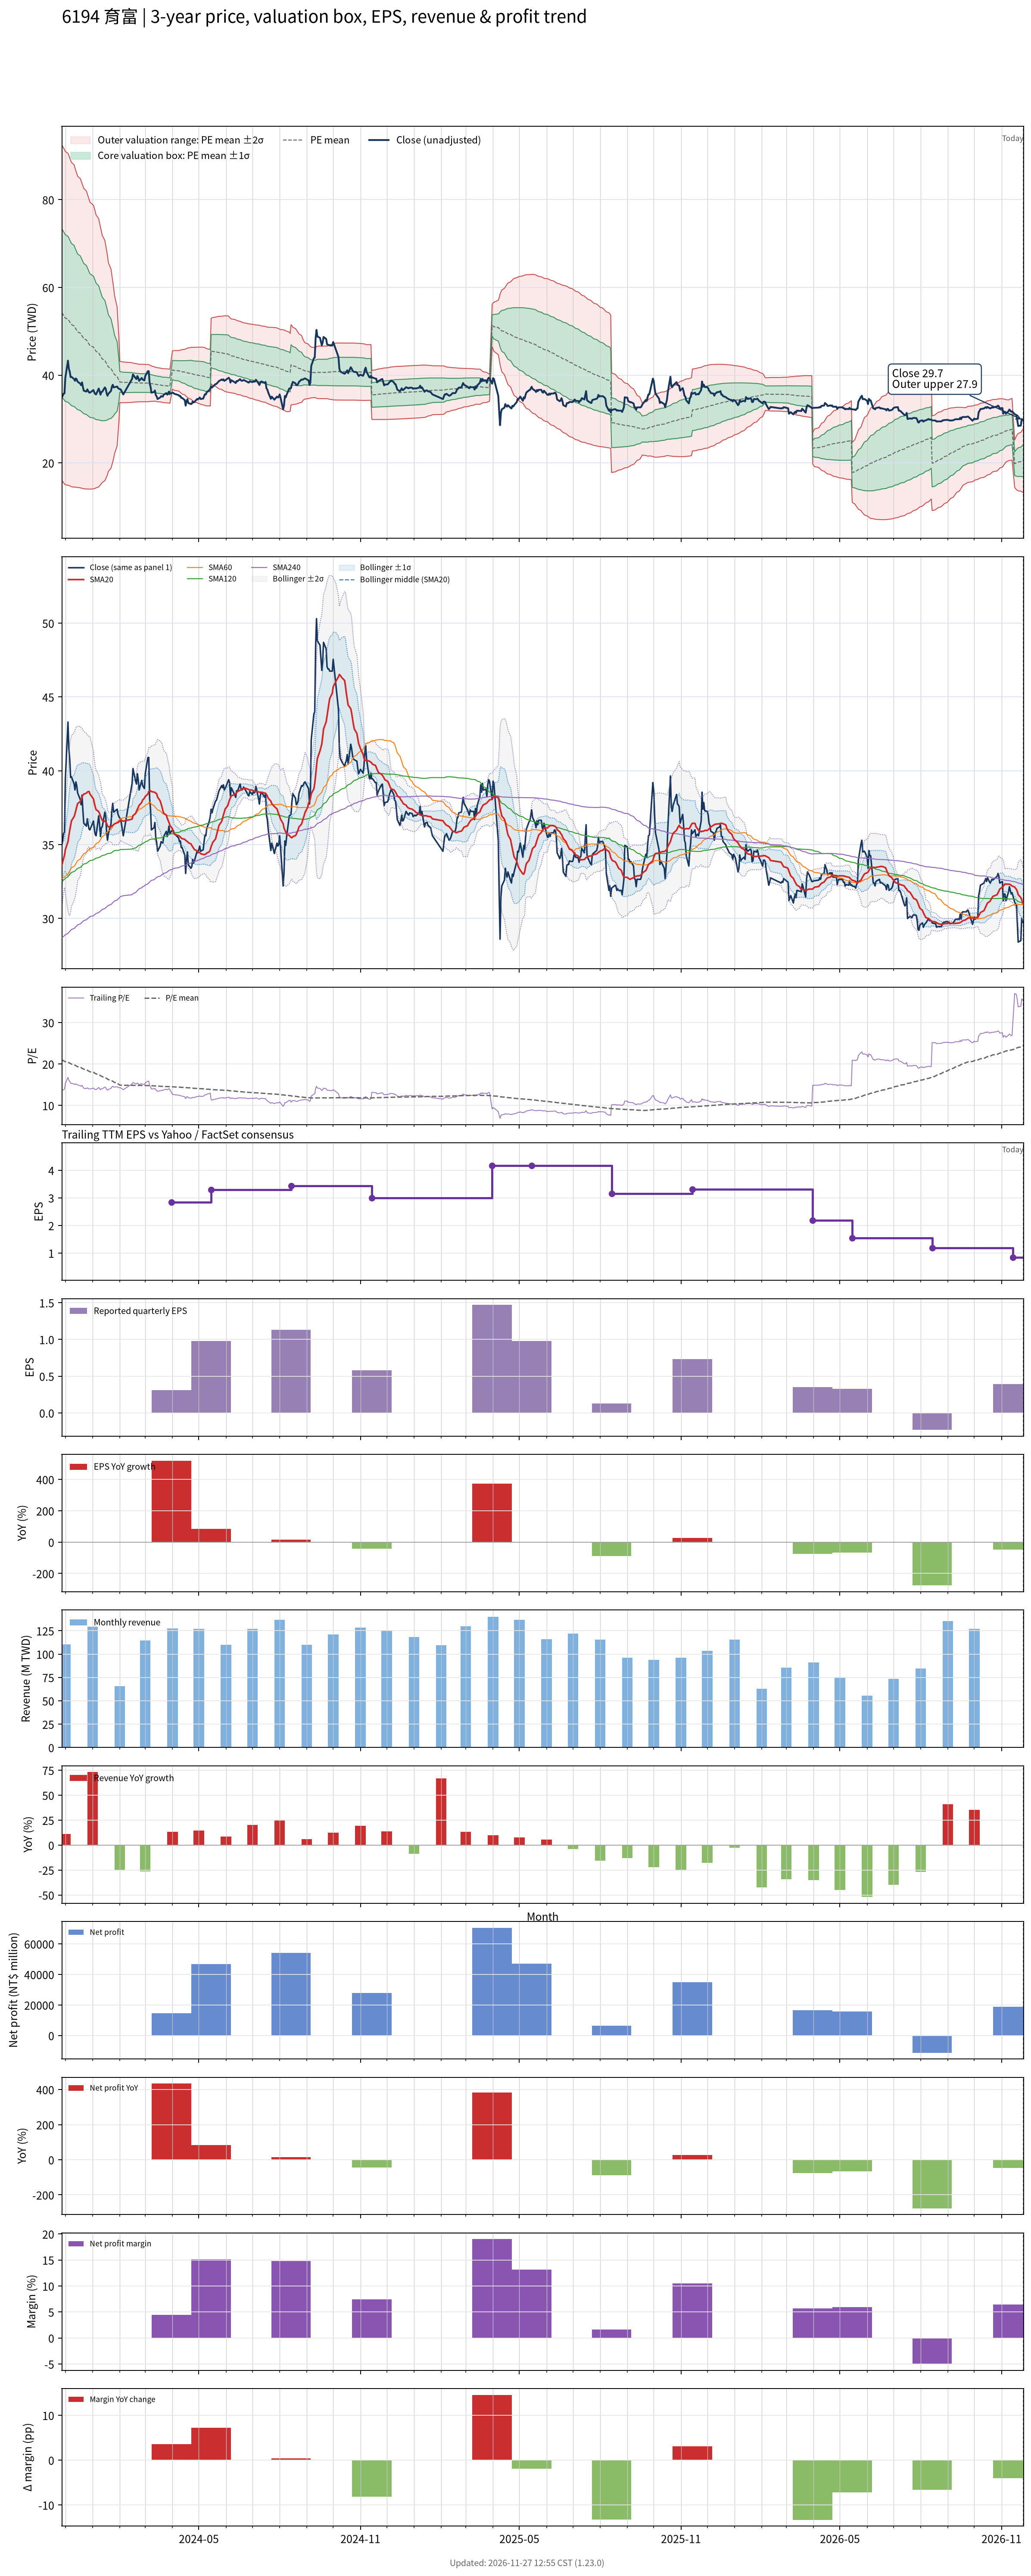 6194 育富 | 3-year price, valuation box, EPS, revenue & profit trend
Outer valuation range: PE mean ±2σ
PE mean
Close (unadjusted)
Core valuation box: PE mean ±1σ
Today
80
60
40
20
Price (TWD)
Close 29.7
Outer upper 27.9
Close (same as panel 1)
SMA20
SMA60
SMA120
SMA240
Bollinger ±2σ
Bollinger ±1σ
Bollinger middle (SMA20)
50
45
40
35
30
Price
Trailing P/E
P/E mean
30
20
10
P/E
Trailing TTM EPS vs Yahoo / FactSet consensus
Today
4
3
2
1
EPS
Reported quarterly EPS
1.5
1.0
0.5
0.0
EPS
EPS YoY growth
400
200
0
-200
YoY (%)
Monthly revenue
125
100
75
50
25
0
Revenue (M TWD)
Revenue YoY growth
75
50
25
0
-25
-50
YoY (%)
Month
Net profit
60000
40000
20000
0
Net profit (NT$ million)
Net profit YoY
400
200
0
-200
YoY (%)
Net profit margin
20
15
10
5
0
-5
Margin (%)
Margin YoY change
10
0
-10
Δ margin (pp)
2024-05
2024-11
2025-05
2025-11
2026-05
2026-11
Updated: 2026-11-27 12:55 CST (1.23.0)